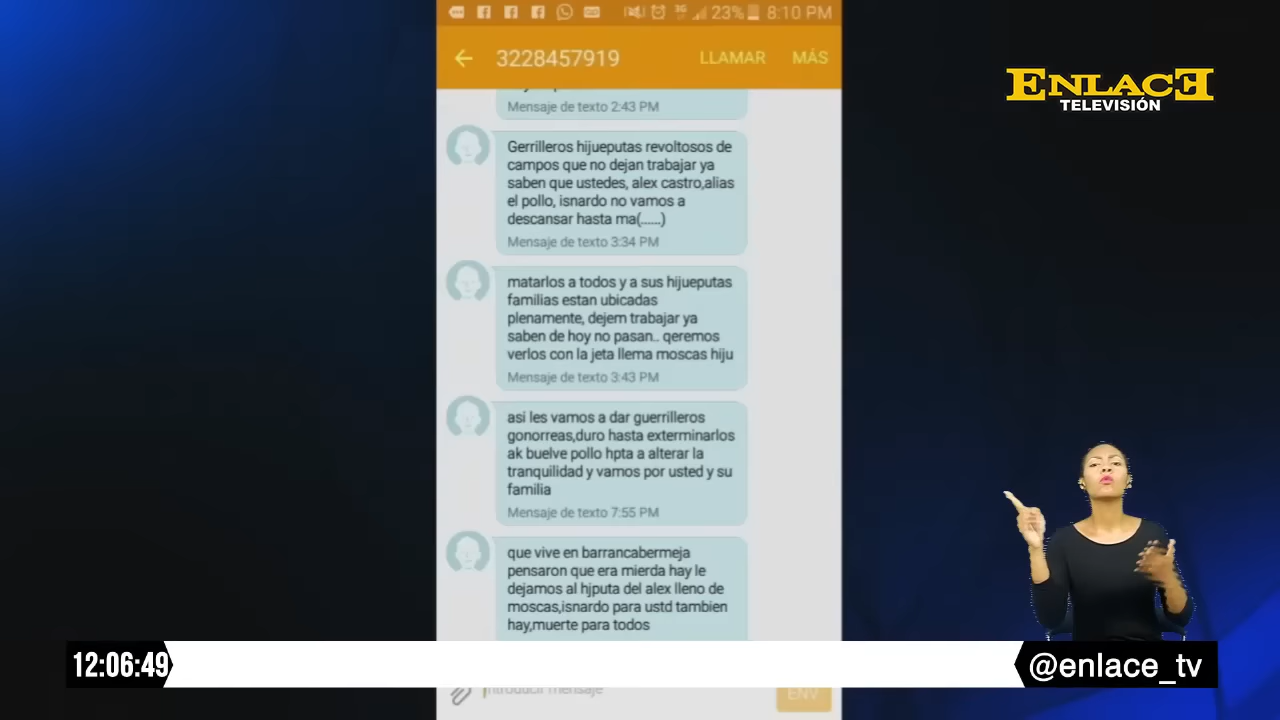 3G 23% 8:10 PM
3228457919 LLAMAR MÁS
ENLACE
TELEVISIÓN
Mensaje de texto 2:43 PM
Gerrilleros hijueputas revoltosos de
campos que no dejan trabajar ya
saben que ustedes, alex castro,alias
el pollo, isnardo no vamos a
descansar hasta ma(......)
Mensaje de texto 3:34 PM
matarlos a todos y a sus hijueputas
familias estan ubicadas
plenamente, dejem trabajar ya
saben de hoy no pasan.. qeremos
verlos con la jeta llema moscas hiju
Mensaje de texto 3:43 PM
asi les vamos a dar guerrilleros
gonorreas,duro hasta exterminarlos
ak buelve pollo hpta a alterar la
tranquilidad y vamos por usted y su
familia
Mensaje de texto 7:55 PM
que vive en barrancabermeja
pensaron que era mierda hay le
dejamos al hjputa del alex lleno de
moscas,isnardo para ustd tambien
hay,muerte para todos
12:06:49
@enlace_tv
Introducir mensaje
ENV